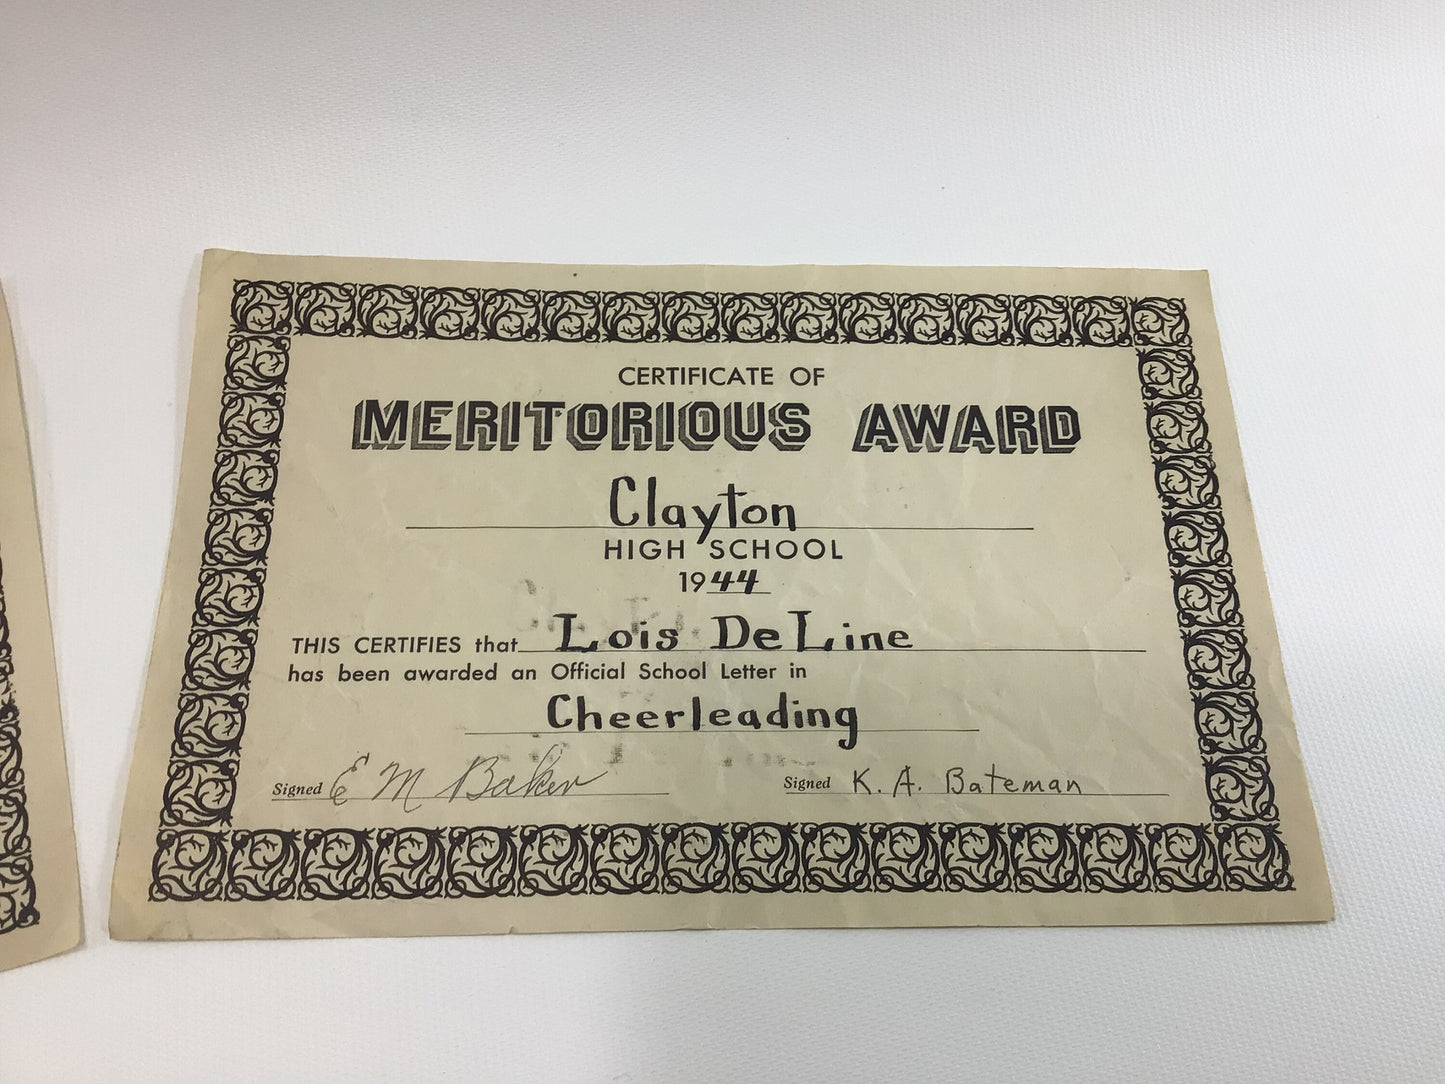 CERTIFICATE OF
MERITORIOUS AWARD
Clayton
HIGH SCHOOL
1944
THIS CERTIFIES that Lois DeLine
has been awarded an Official School Letter in
Cheerleading
Signed E M Baker Signed K. A. Bateman